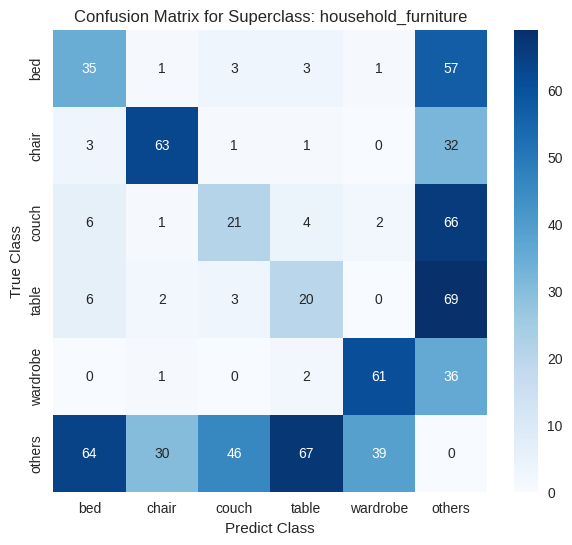 Confusion Matrix for Superclass: household_furniture
True Class
bed 35 1 3 3 1 57
chair 3 63 1 1 0 32
couch 6 1 21 4 2 66
table 6 2 3 20 0 69
wardrobe 0 1 0 2 61 36
others 64 30 46 67 39 0
bed chair couch table wardrobe others
Predict Class
60
50
40
30
20
10
0